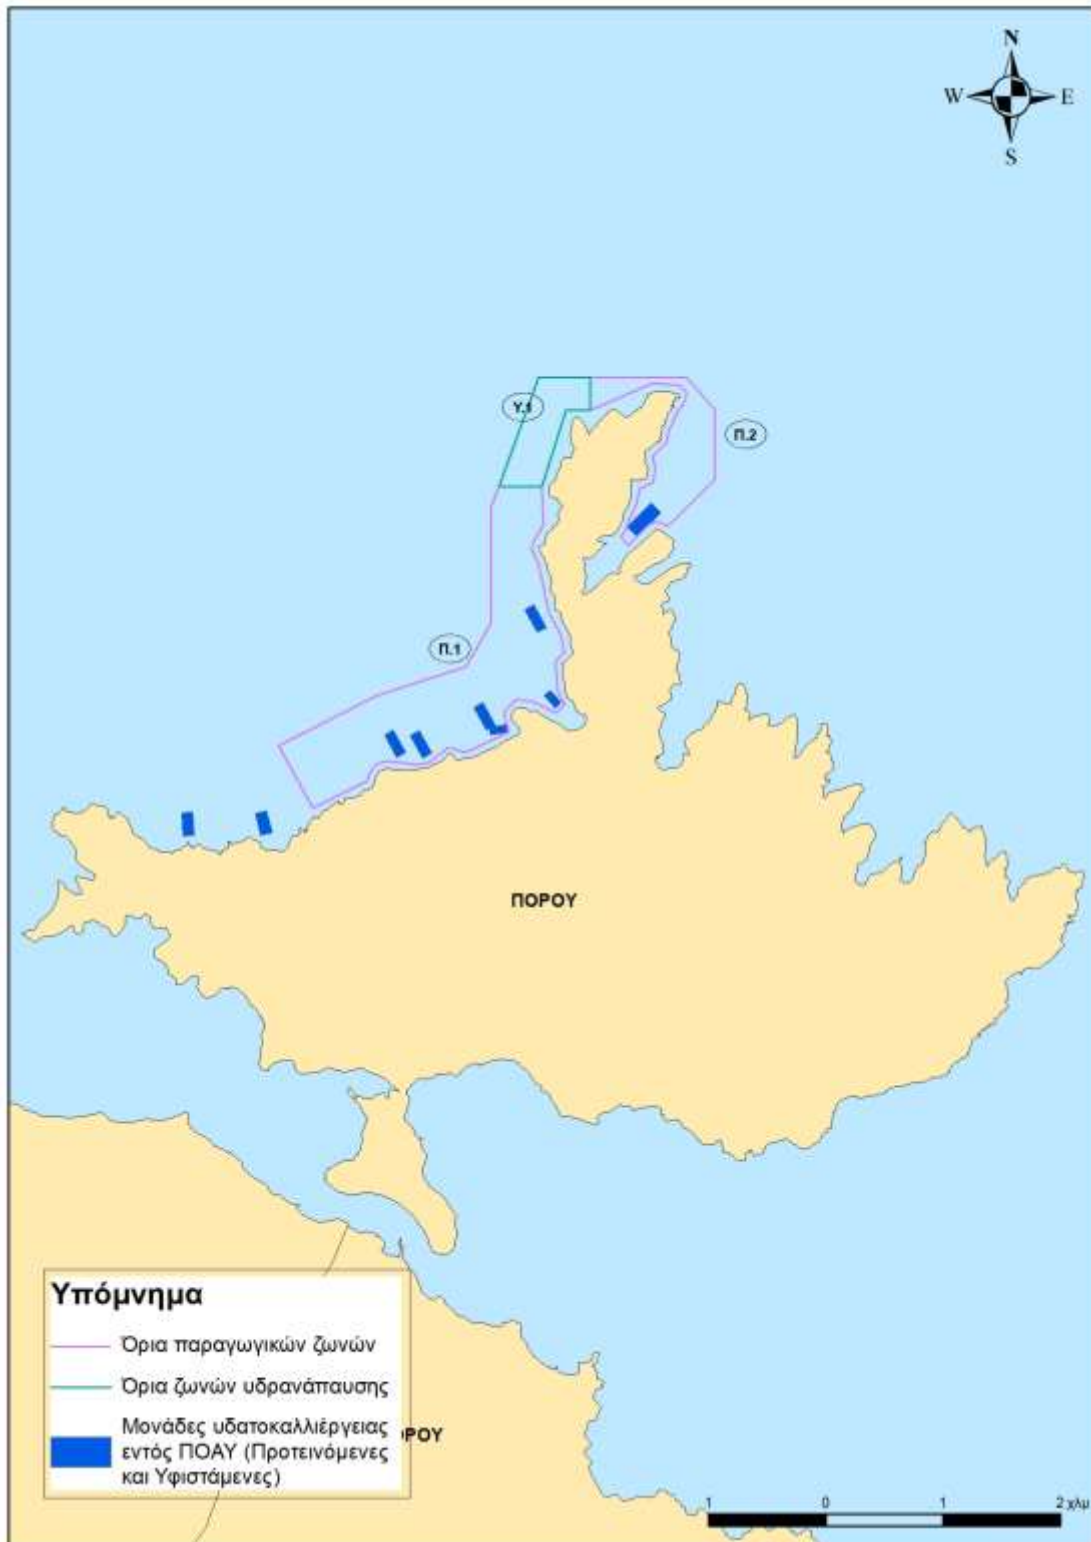 N
W E
S
Υ.1
Π.2
Π.1
ΠΟΡΟΥ
Υπόμνημα
Όρια παραγωγικών ζωνών
Όρια ζωνών υδρανάπαυσης
Μονάδες υδατοκαλλιέργειας
εντός ΠΟΑΥ (Προτεινόμενες
και Υφιστάμενες)
ΟΡΟΥ
1 0 1 2 χλμ